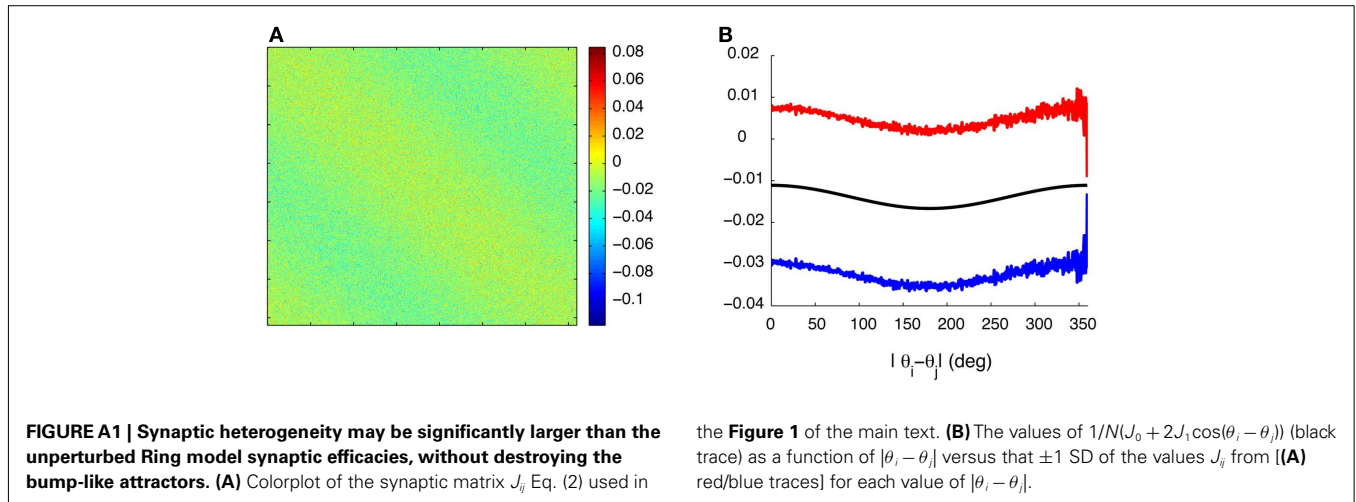 A
0.08
0.06
0.04
0.02
0
−0.02
−0.04
−0.06
−0.08
−0.1
B
0.02
0.01
0
−0.01
−0.02
−0.03
−0.04
0 50 100 150 200 250 300 350
| θi−θj| (deg)
FIGURE A1 | Synaptic heterogeneity may be significantly larger than the
unperturbed Ring model synaptic efficacies, without destroying the
bump-like attractors. (A) Colorplot of the synaptic matrix Jij Eq. (2) used in
the Figure 1 of the main text. (B) The values of 1/N(J0 + 2J1cos(θi − θj)) (black
trace) as a function of |θi − θj| versus that ±1 SD of the values Jij from [(A)
red/blue traces] for each value of |θi − θj|.